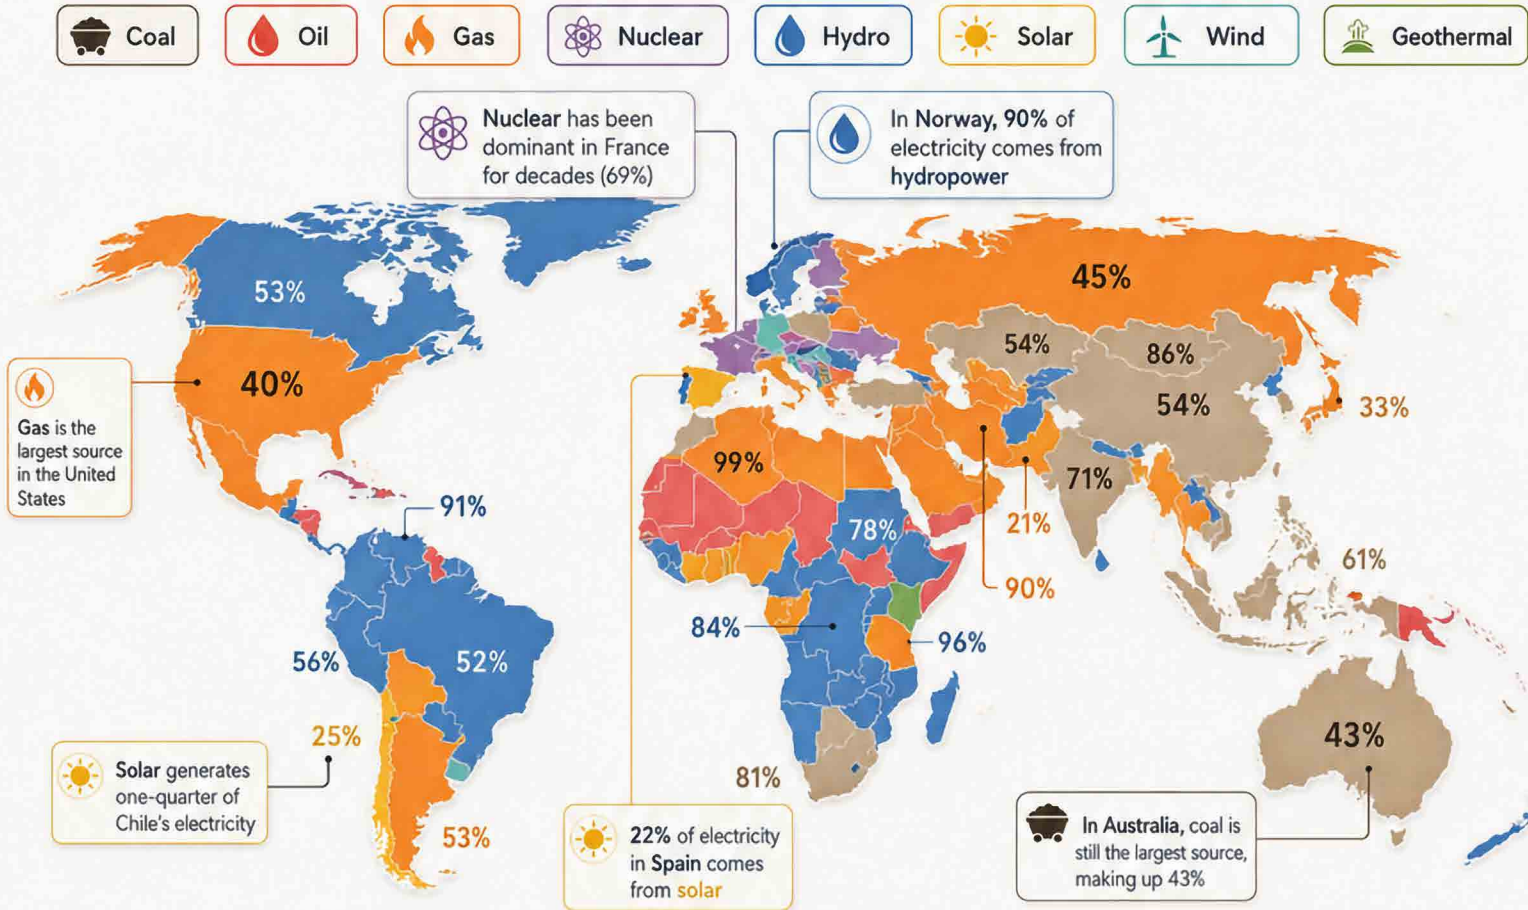 Coal
Oil
Gas
Nuclear
Hydro
Solar
Wind
Geothermal
Nuclear has been
dominant in France
for decades (69%)
In Norway, 90% of
electricity comes from
hydropower
53%
45%
54%
86%
40%
54%
33%
Gas is the
largest source
in the United
States
99%
71%
91%
78%
21%
61%
90%
84%
96%
56%
52%
25%
43%
Solar generates
one-quarter of
Chile's electricity
81%
53%
22% of electricity
in Spain comes
from solar
In Australia, coal is
still the largest source,
making up 43%